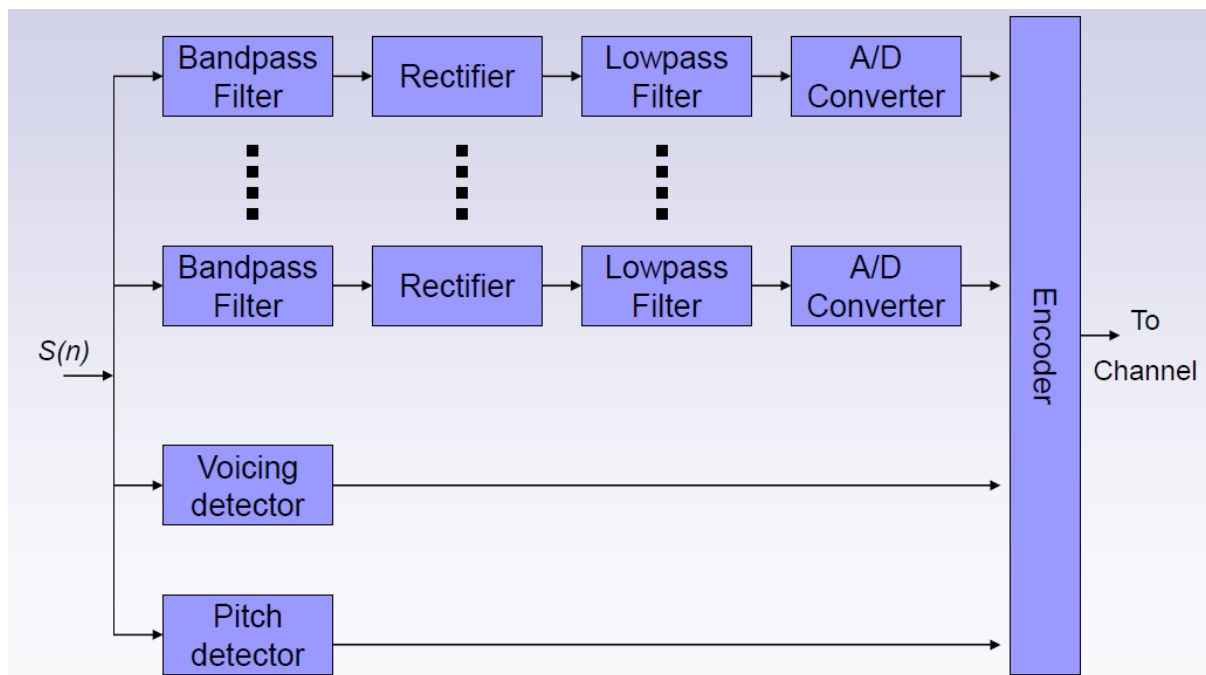 Bandpass
Filter
Rectifier
Lowpass
Filter
A/D
Converter
Bandpass
Filter
Rectifier
Lowpass
Filter
A/D
Converter
S(n)
Voicing
detector
Pitch
detector
Encoder
To
Channel